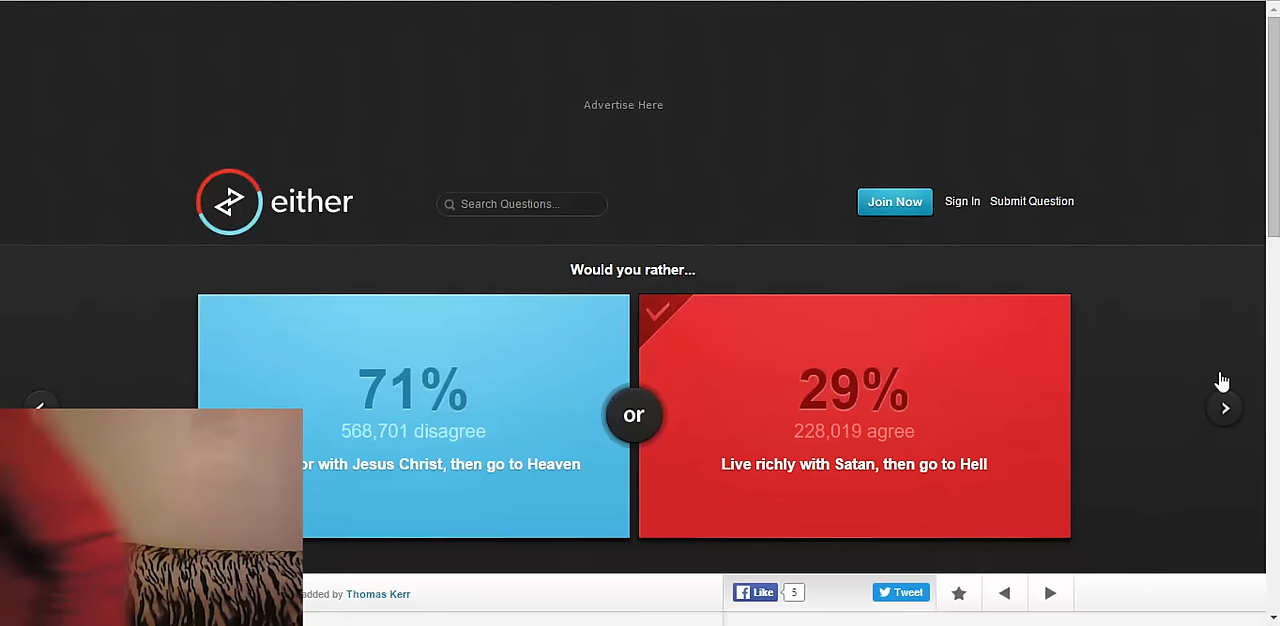 Advertise Here
either
Search Questions...
Join Now
Sign In
Submit Question
Would you rather...
71%
568,701 disagree
with Jesus Christ, then go to Heaven
or
29%
228,019 agree
Live richly with Satan, then go to Hell
added by Thomas Kerr
Like
5
Tweet